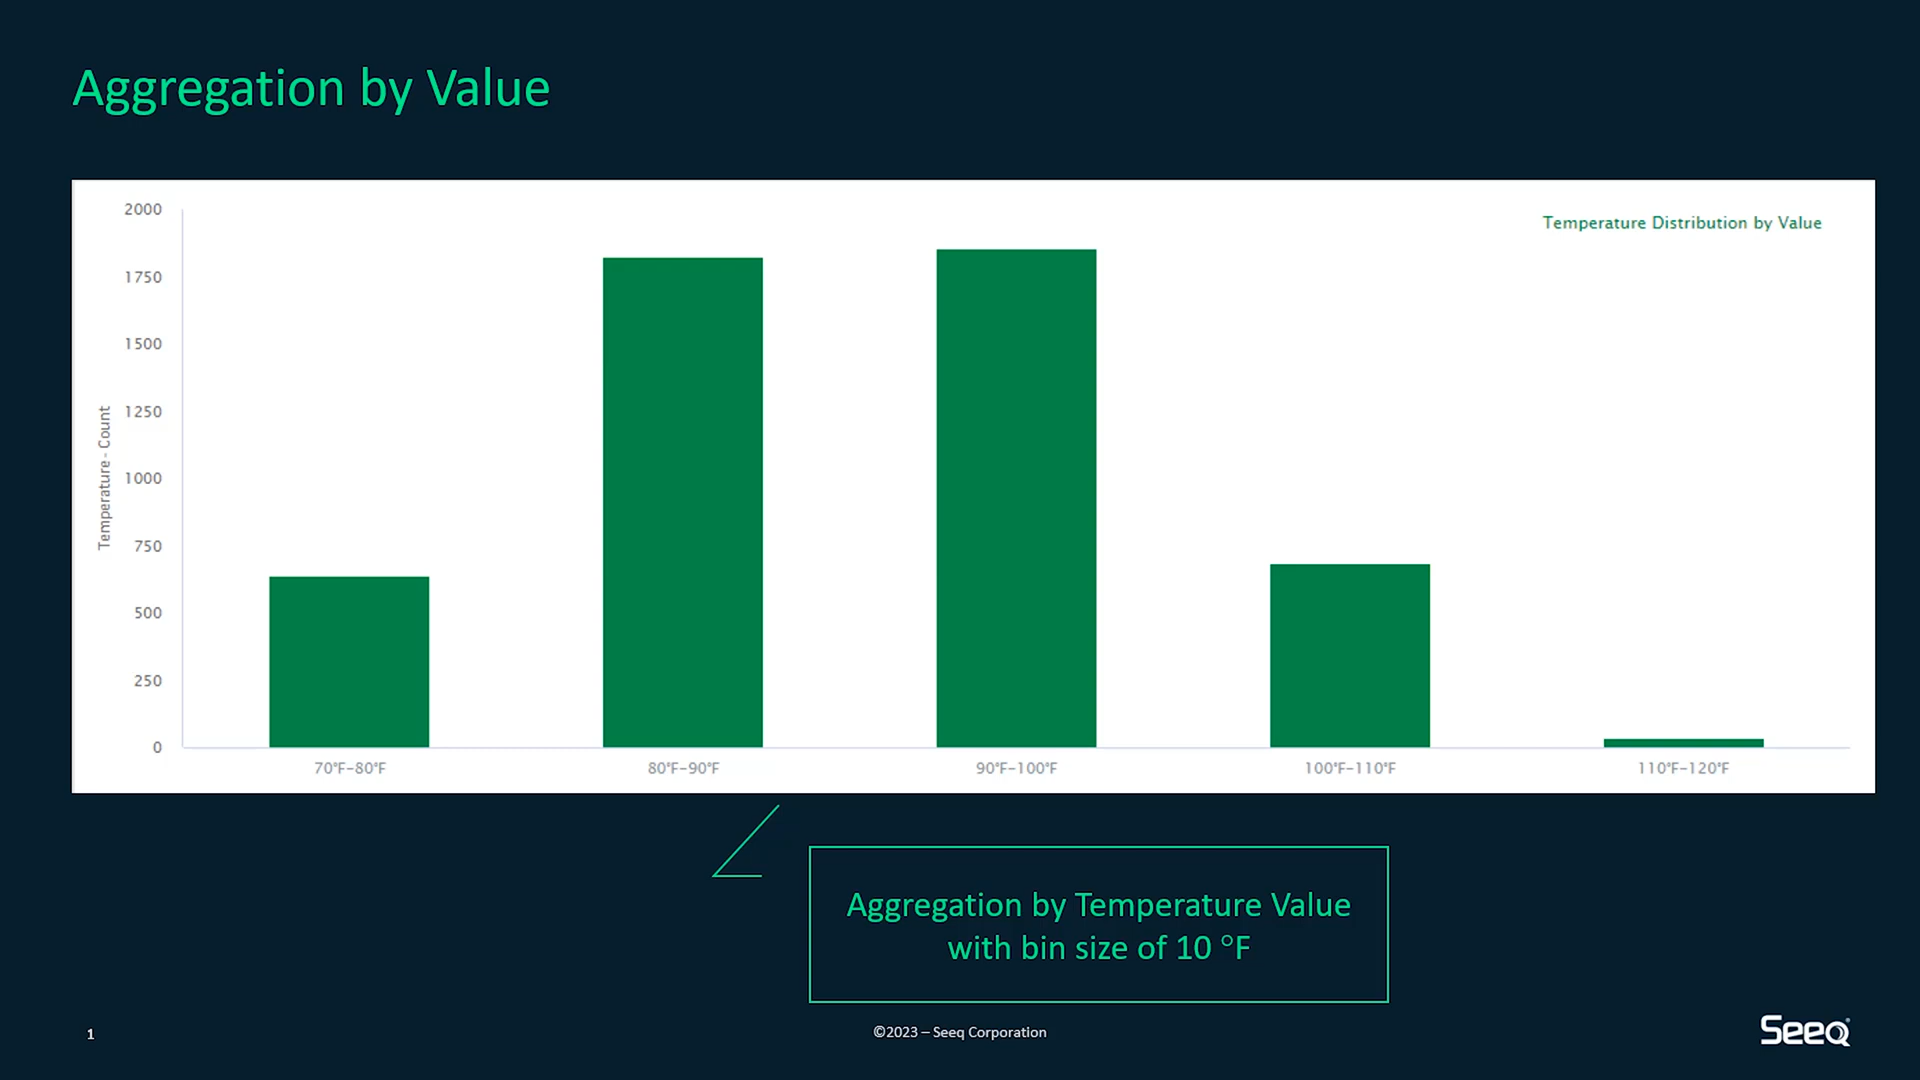 Aggregation by Value
Temperature Distribution by Value
Temperature - Count
2000
1750
1500
1250
1000
750
500
250
0
70°F–80°F
80°F–90°F
90°F–100°F
100°F–110°F
110°F–120°F
Aggregation by Temperature Value
with bin size of 10 °F
1
©2023 – Seeq Corporation
Seeq